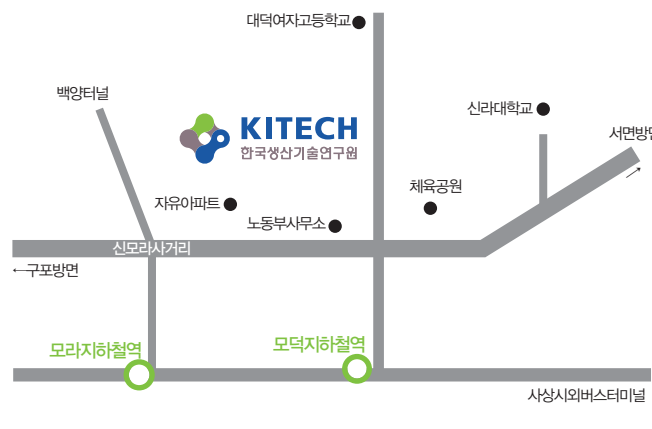 대덕여자고등학교
백양터널
신라대학교
KITECH
한국생산기술연구원
서면방면
체육공원
자유아파트
노동부사무소
신모라사거리
←구포방면
모라지하철역
모덕지하철역
사상시외버스터미널